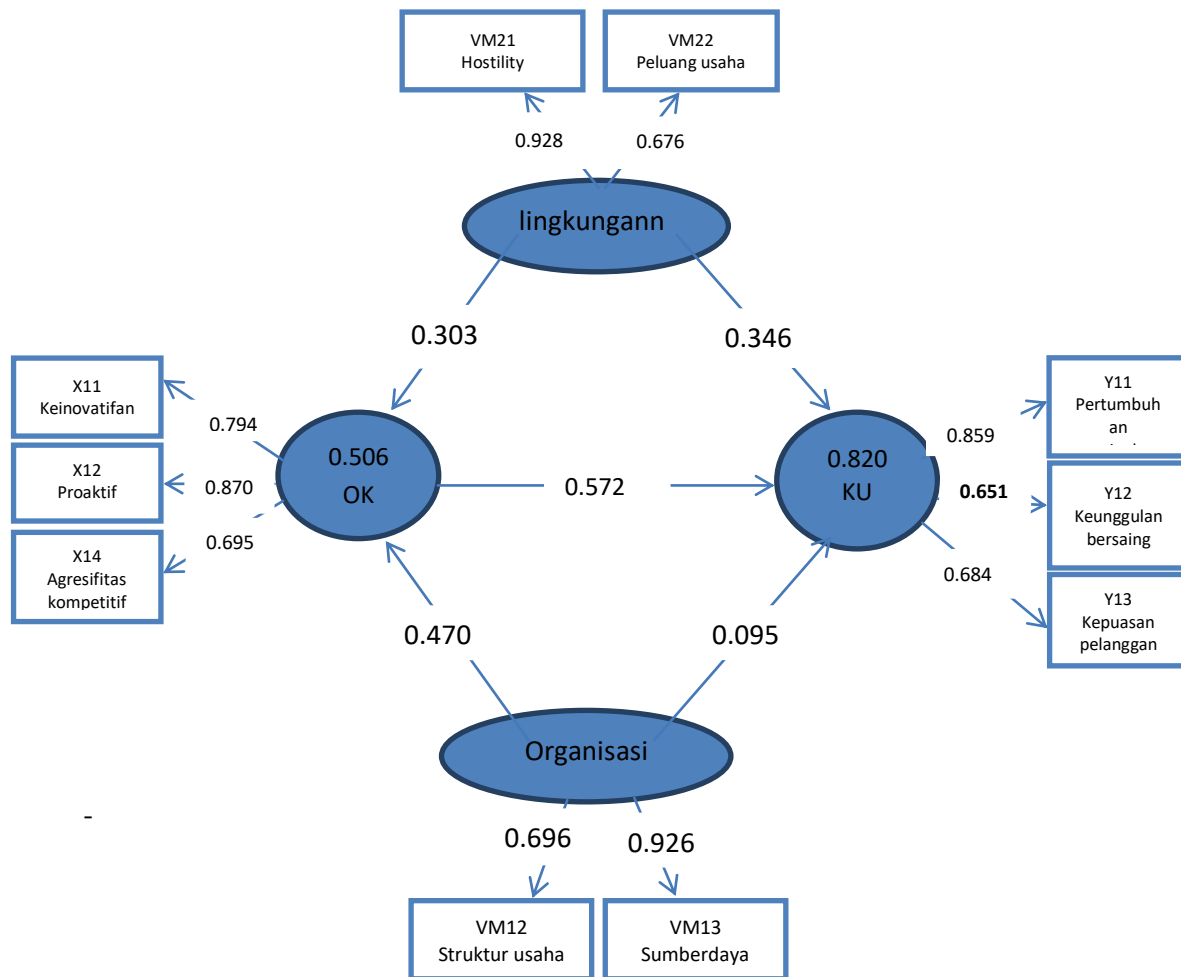 VM21
Hostility
VM22
Peluang usaha
0.928
0.676
lingkungann
0.303
0.346
X11
Keinovatifan
0.794
X12
Proaktif
0.870
X14
Agresifitas
kompetitif
0.695
0.506
OK
0.572
0.820
KU
0.859
Y11
Pertumbuh
an
0.651
Y12
Keunggulan
bersaing
0.684
Y13
Kepuasan
pelanggan
0.470
0.095
Organisasi
-
0.696
0.926
VM12
Struktur usaha
VM13
Sumberdaya